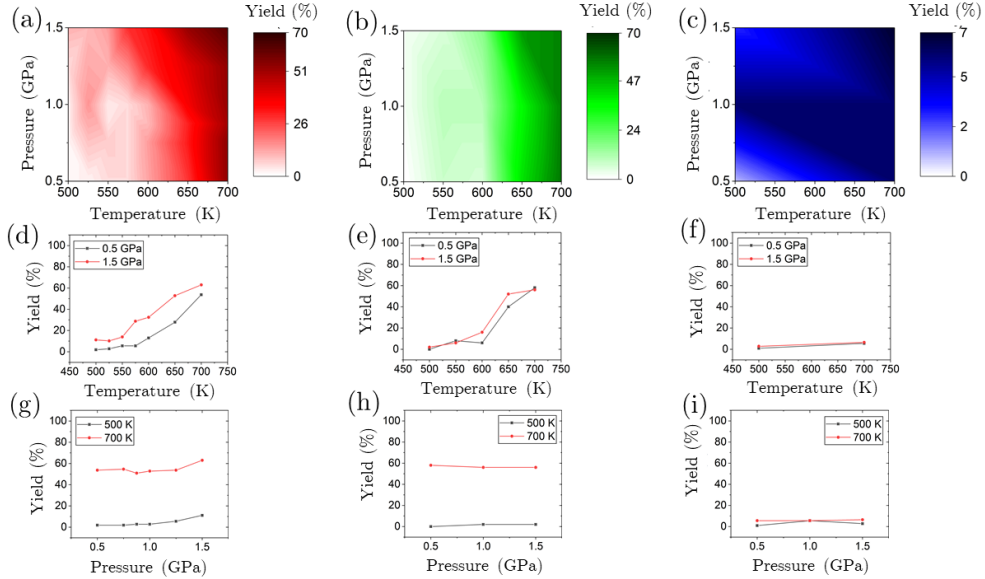 (a) Yield (%)
70
51
26
0
Pressure (GPa)
1.5
1.0
0.5
500 550 600 650 700
Temperature (K)
(b) Yield (%)
70
47
24
0
Pressure (GPa)
1.5
1.0
0.5
500 550 600 650 700
Temperature (K)
(c) Yield (%)
7
5
2
0
Pressure (GPa)
1.5
1.0
0.5
500 550 600 650 700
Temperature (K)
(d)
0.5 GPa
1.5 GPa
Yield (%)
100
80
60
40
20
0
450 500 550 600 650 700 750
Temperature (K)
(e)
0.5 GPa
1.5 GPa
Yield (%)
100
80
60
40
20
0
450 500 550 600 650 700 750
Temperature (K)
(f)
0.5 GPa
1.5 GPa
Yield (%)
100
80
60
40
20
0
450 500 550 600 650 700 750
Temperature (K)
(g)
500 K
700 K
Yield (%)
100
80
60
40
20
0
0.5 1.0 1.5
Pressure (GPa)
(h)
500 K
700 K
Yield (%)
100
80
60
40
20
0
0.5 1.0 1.5
Pressure (GPa)
(i)
500 K
700 K
Yield (%)
100
80
60
40
20
0
0.5 1.0 1.5
Pressure (GPa)